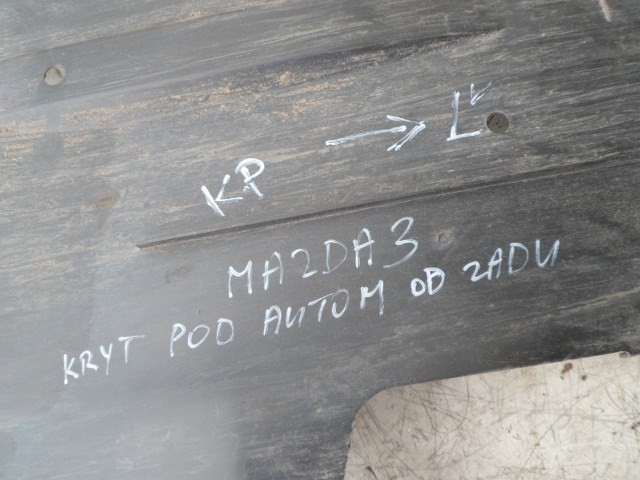 KP → Ľ
MAZDA 3
KRYT POD AUTOM OD ZADU